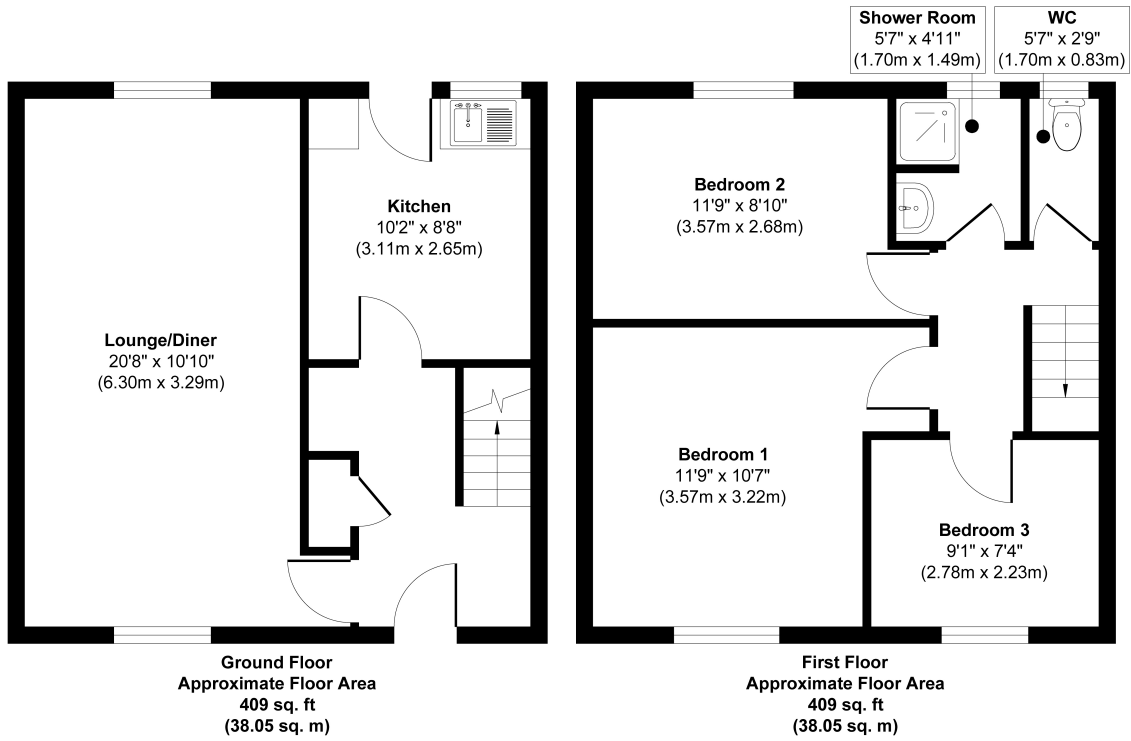 Shower Room
5'7" x 4'11"
(1.70m x 1.49m)
WC
5'7" x 2'9"
(1.70m x 0.83m)
Kitchen
10'2" x 8'8"
(3.11m x 2.65m)
Lounge/Diner
20'8" x 10'10"
(6.30m x 3.29m)
Bedroom 2
11'9" x 8'10"
(3.57m x 2.68m)
Bedroom 1
11'9" x 10'7"
(3.57m x 3.22m)
Bedroom 3
9'1" x 7'4"
(2.78m x 2.23m)
Ground Floor
Approximate Floor Area
409 sq. ft
(38.05 sq. m)
First Floor
Approximate Floor Area
409 sq. ft
(38.05 sq. m)